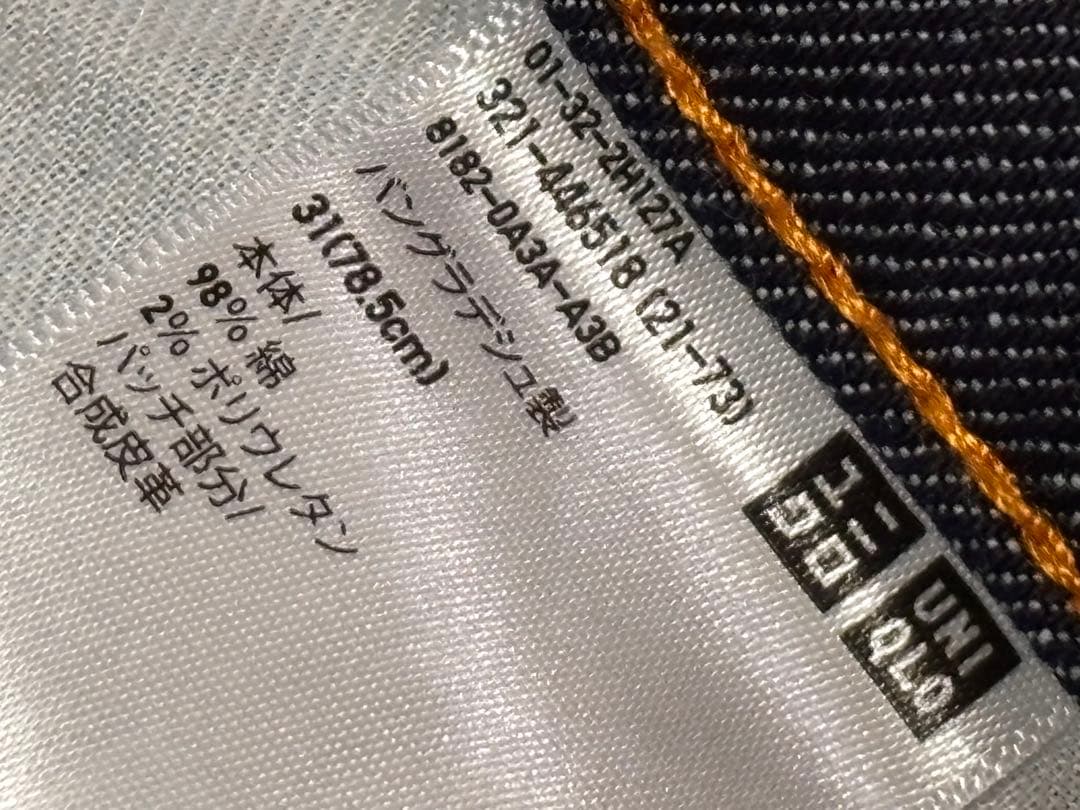 ユニ
クロ
UNI
QLO
01-32-2H127A
321-446518 (21-73)
8182-0A3A-A3B
バングラデシュ製
31(78.5cm)
本体/
98% 綿
2% ポリウレタン
パッチ部分/
合成皮革